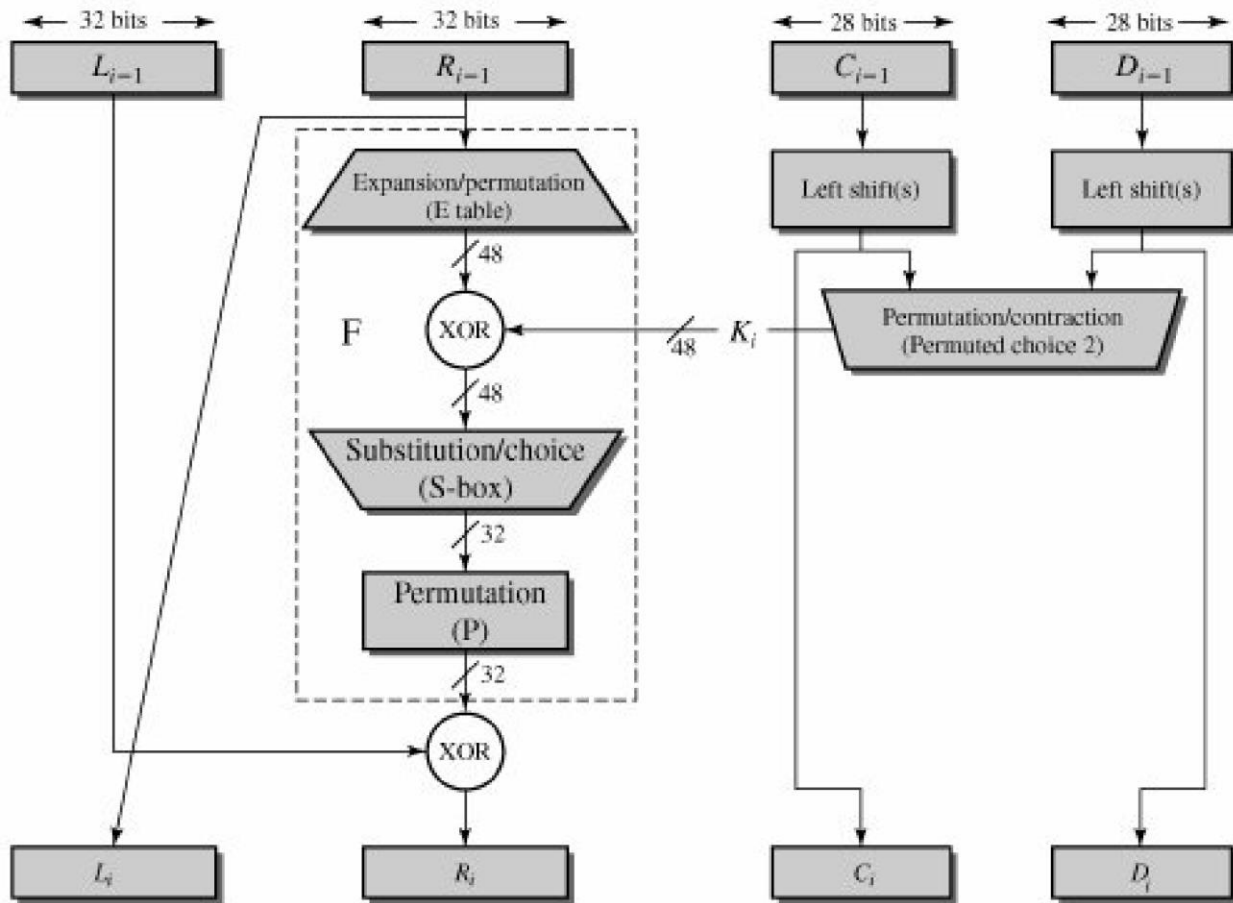 32 bits
32 bits
28 bits
28 bits
L_{i-1}
R_{i-1}
C_{i-1}
D_{i-1}
Expansion/permutation
(E table)
Left shift(s)
Left shift(s)
48
F
XOR
48
K_i
Permutation/contraction
(Permuted choice 2)
48
Substitution/choice
(S-box)
32
Permutation
(P)
32
XOR
L_i
R_i
C_i
D_i